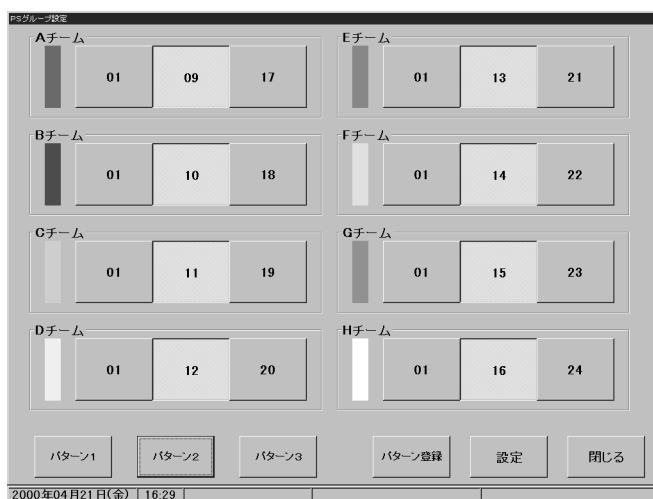 PSグループ設定
Aチーム
01 09 17
Bチーム
01 10 18
Cチーム
01 11 19
Dチーム
01 12 20
Eチーム
01 13 21
Fチーム
01 14 22
Gチーム
01 15 23
Hチーム
01 16 24
パターン1 パターン2 パターン3 パターン登録 設定 閉じる
2000年04月21日(金) 16:29